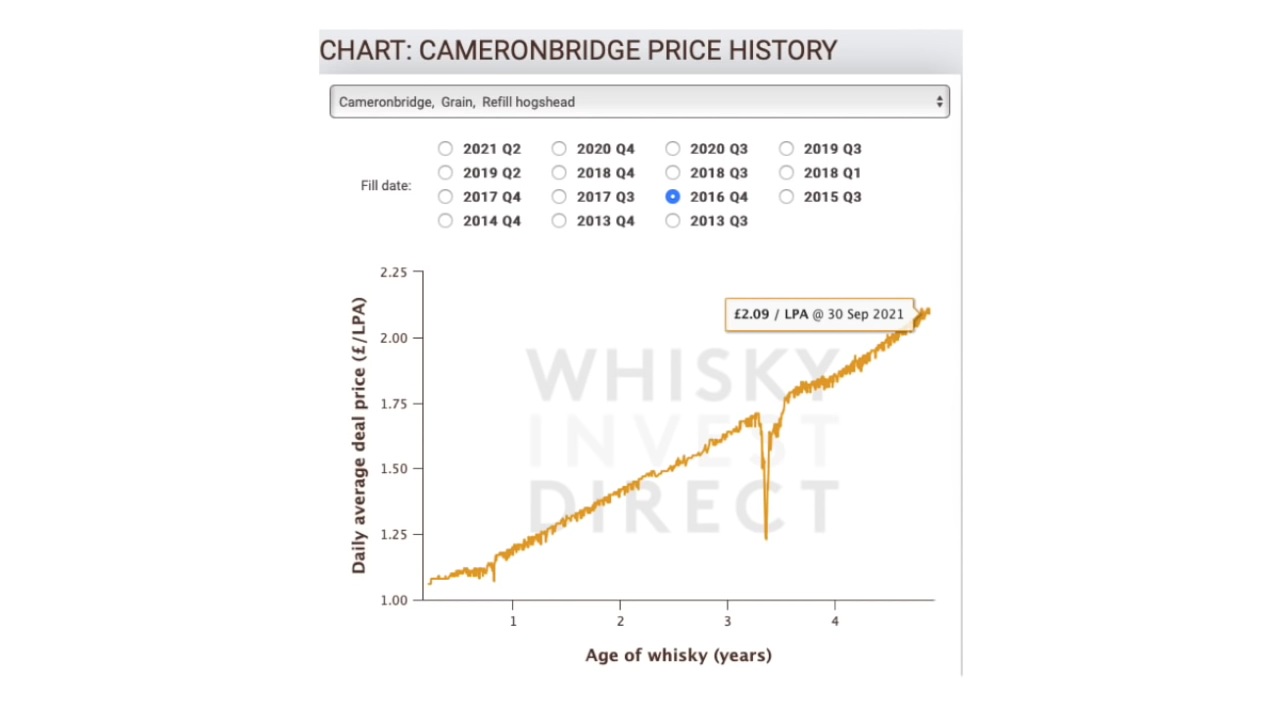 CHART: CAMERONBRIDGE PRICE HISTORY
Cameronbridge, Grain, Refill hogshead
2021 Q2 2020 Q4 2020 Q3 2019 Q3
2019 Q2 2018 Q4 2018 Q3 2018 Q1
Fill date:
2017 Q4 2017 Q3 2016 Q4 2015 Q3
2014 Q4 2013 Q4 2013 Q3
2.25
£2.09 / LPA @ 30 Sep 2021
2.00
WHISKY
1.75
INVEST
1.50
DIRECT
1.25
1.00
Daily average deal price (£/LPA)
1 2 3 4
Age of whisky (years)